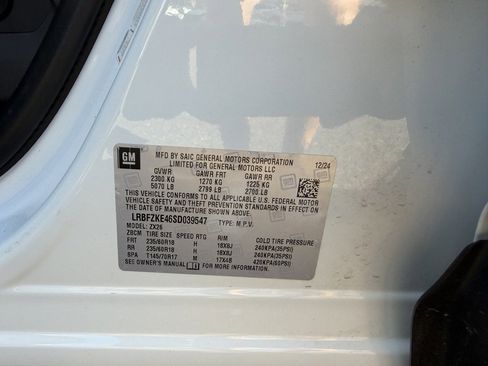 GM
MFD BY SAIC GENERAL MOTORS CORPORATION
LIMITED FOR GENERAL MOTORS LLC
12/24
GVWR GAWR FRT GAWR RR
2300 KG 1270 KG 1225 KG
5070 LB 2799 LB 2700 LB
THIS VEHICLE CONFORMS TO ALL APPLICABLE U.S. FEDERAL MOTOR
VEHICLE SAFETY, BUMPER, AND THEFT PREVENTION STANDARDS IN EFFECT ON THE
DATE OF MANUFACTURE SHOWN ABOVE.
LRBFZKE46SD039547 TYPE: M.P.V.
MODEL: ZX26
TIRE SIZE SPEED RTG RIM COLD TIRE PRESSURE
FRT 235/60R18 H 18X8J 240KPA(35PSI)
RR 235/60R18 H 18X8J 240KPA(35PSI)
SPA T145/70R17 M 17X4B 420KPA(60PSI)
SEE OWNER'S MANUAL